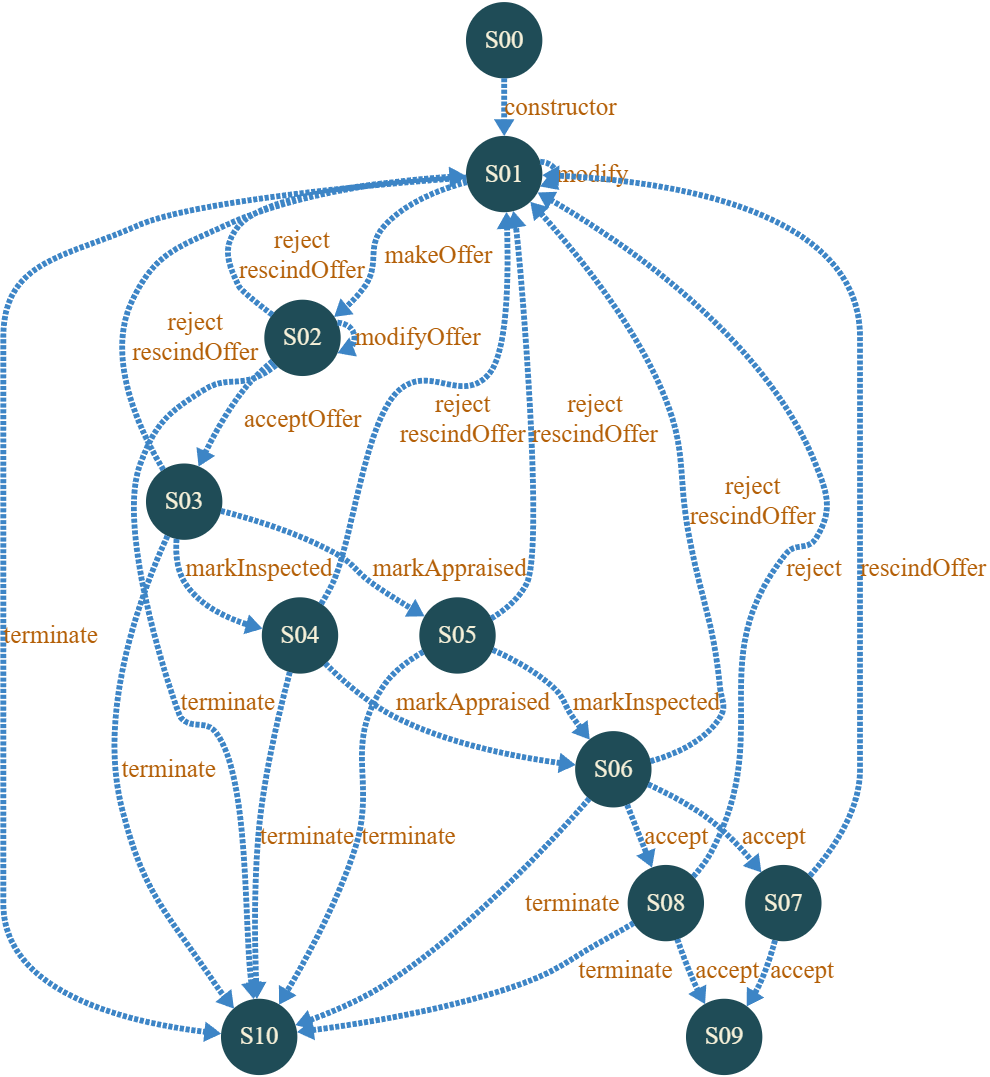 S00
constructor
S01
modify
reject
rescindOffer
makeOffer
reject
rescindOffer
S02
modifyOffer
acceptOffer
reject
rescindOffer
reject
rescindOffer
S03
reject
rescindOffer
markInspected
markAppraised
reject
rescindOffer
terminate
S04
S05
terminate
markAppraised
markInspected
terminate
S06
terminate
terminate
accept
accept
terminate
S08
S07
terminate
accept
accept
S10
S09